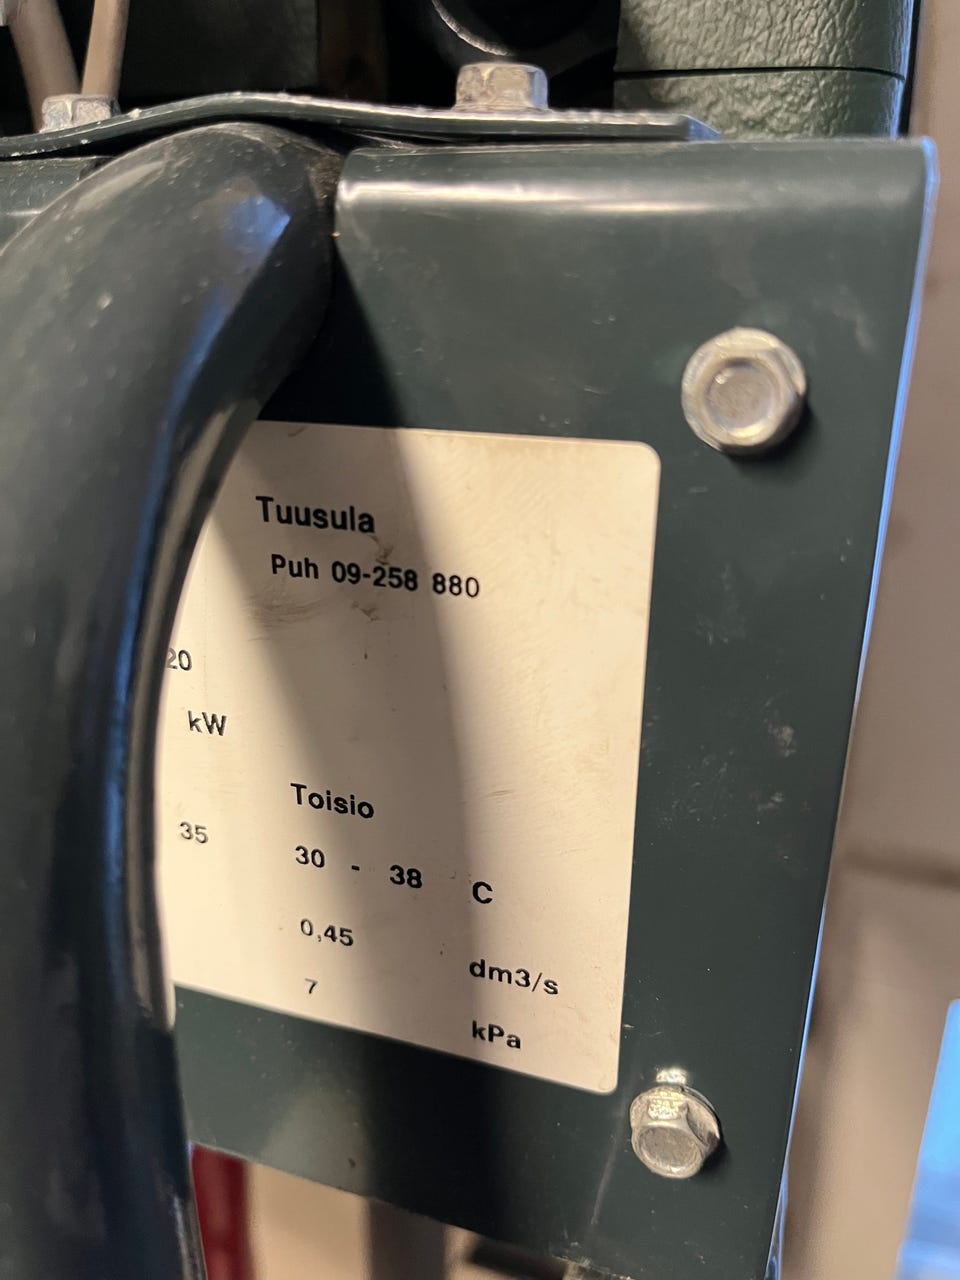 Tuusula
Puh 09-258 880
20
kW
Toisio
35 30 - 38 C
0,45 dm3/s
7 kPa